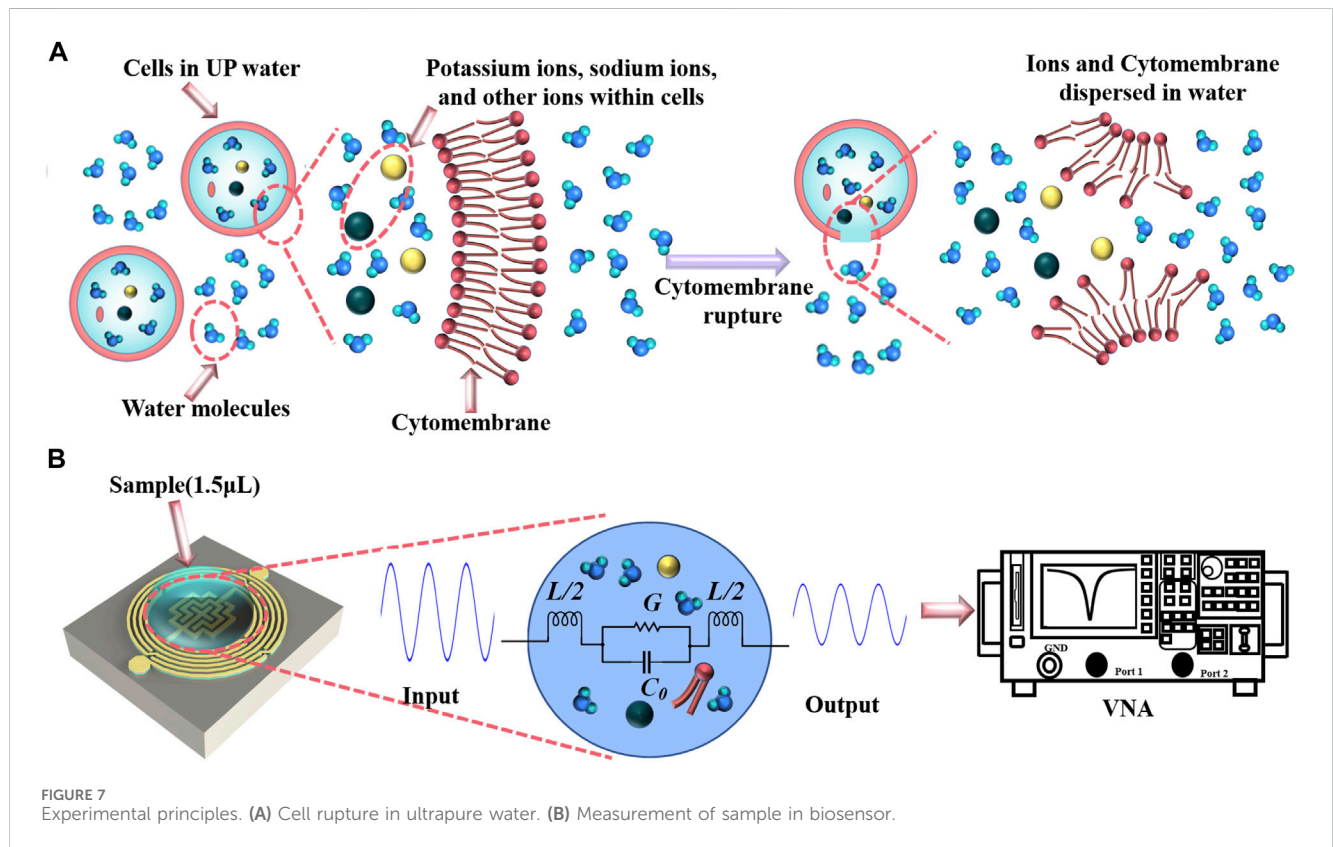 A
Cells in UP water
Potassium ions, sodium ions,
and other ions within cells
Ions and Cytomembrane
dispersed in water
Cytomembrane
rupture
Water molecules
Cytomembrane
B
Sample(1.5μL)
L/2
G
L/2
C₀
Input
Output
GND
Port 1
Port 2
VNA
FIGURE 7
Experimental principles. (A) Cell rupture in ultrapure water. (B) Measurement of sample in biosensor.